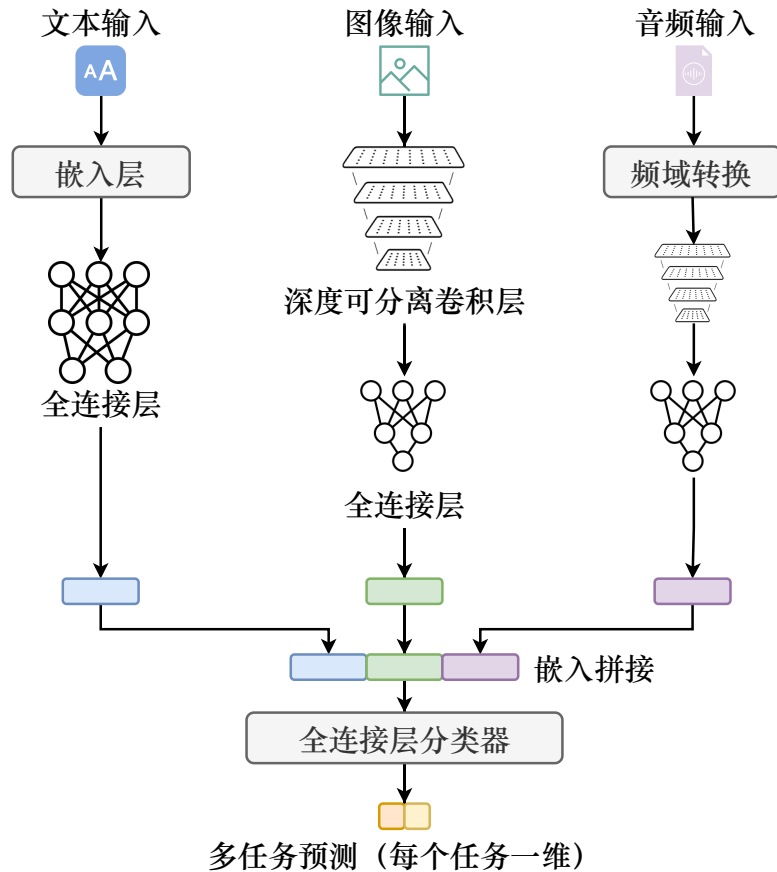 文本输入
图像输入
音频输入
AA
嵌入层
频域转换
深度可分离卷积层
全连接层
全连接层
嵌入拼接
全连接层分类器
多任务预测（每个任务一维）